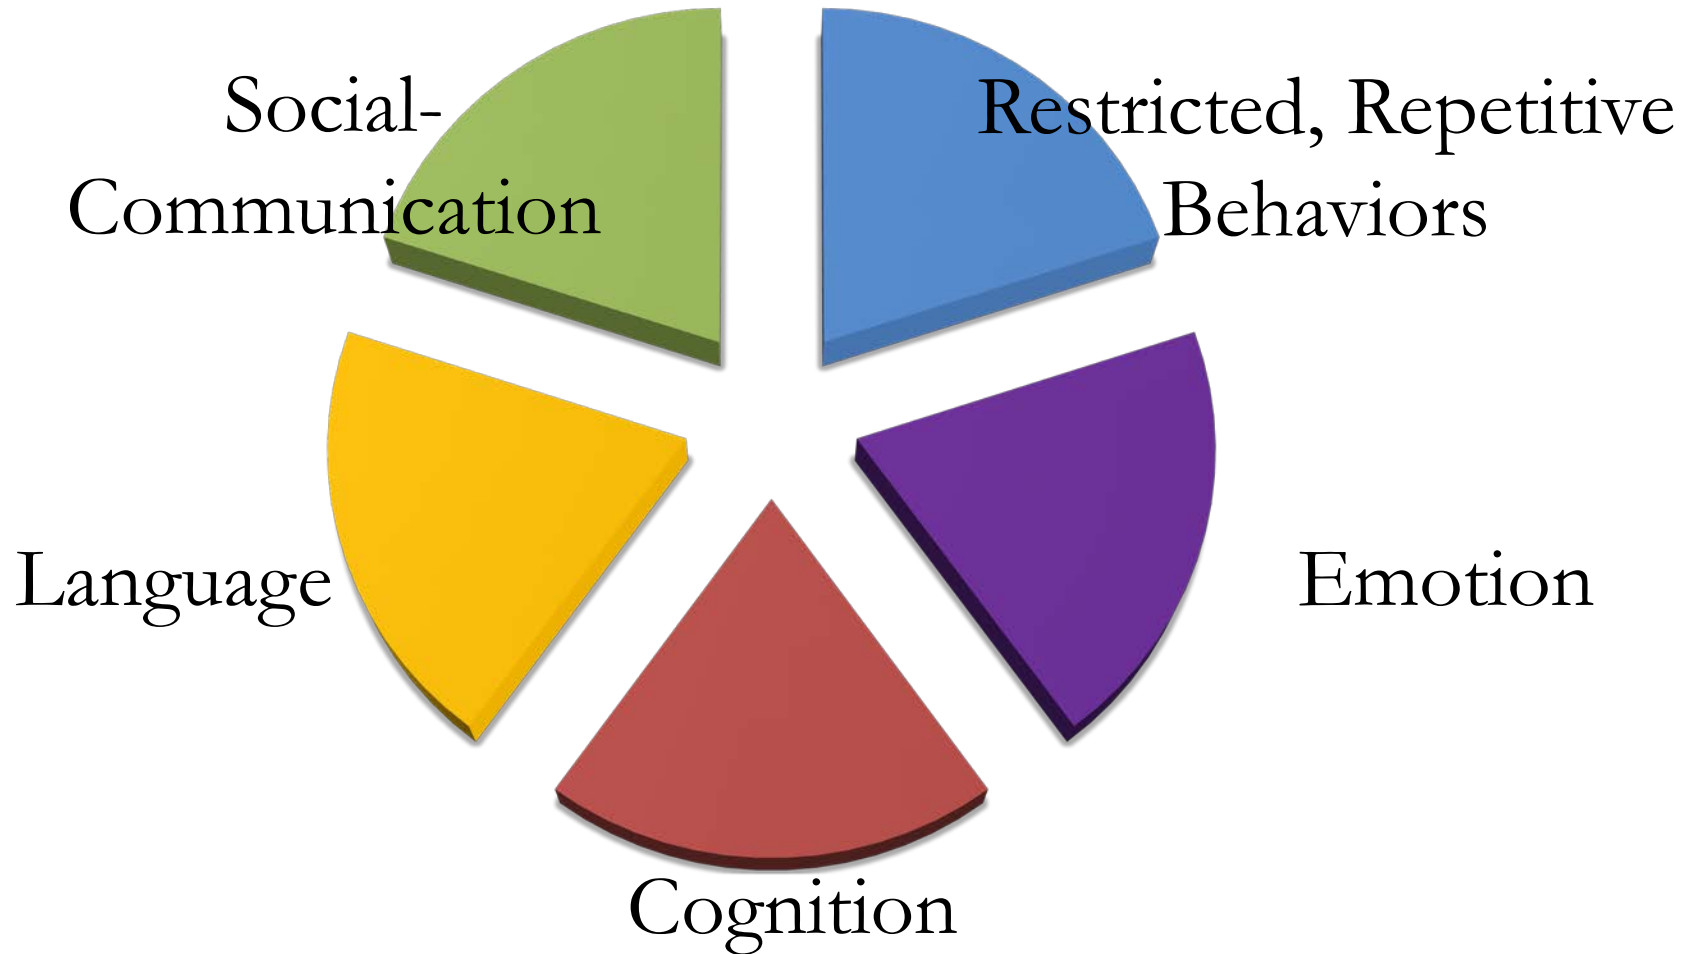 Social-
Communication
Restricted, Repetitive
Behaviors
Language
Emotion
Cognition